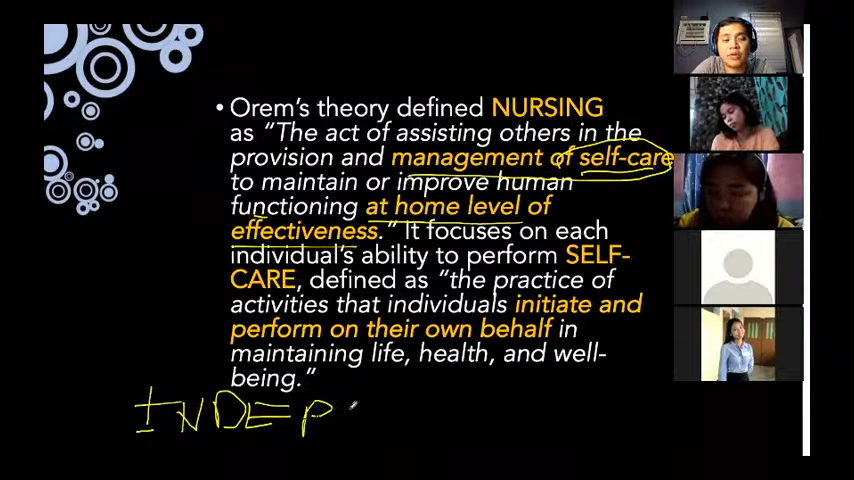 • Orem's theory defined NURSING
as "The act of assisting others in the
provision and management of self-care
to maintain or improve human
functioning at home level of
effectiveness." It focuses on each
individual's ability to perform SELF-
CARE, defined as "the practice of
activities that individuals initiate and
perform on their own behalf in
maintaining life, health, and well-
being."
INDEP